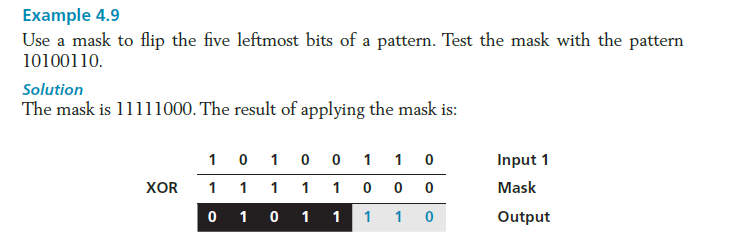 Example 4.9
Use a mask to flip the five leftmost bits of a pattern. Test the mask with the pattern
10100110.
Solution
The mask is 11111000. The result of applying the mask is:
1 0 1 0 0 1 1 0 Input 1
XOR 1 1 1 1 1 0 0 0 Mask
0 1 0 1 1 1 1 0 Output